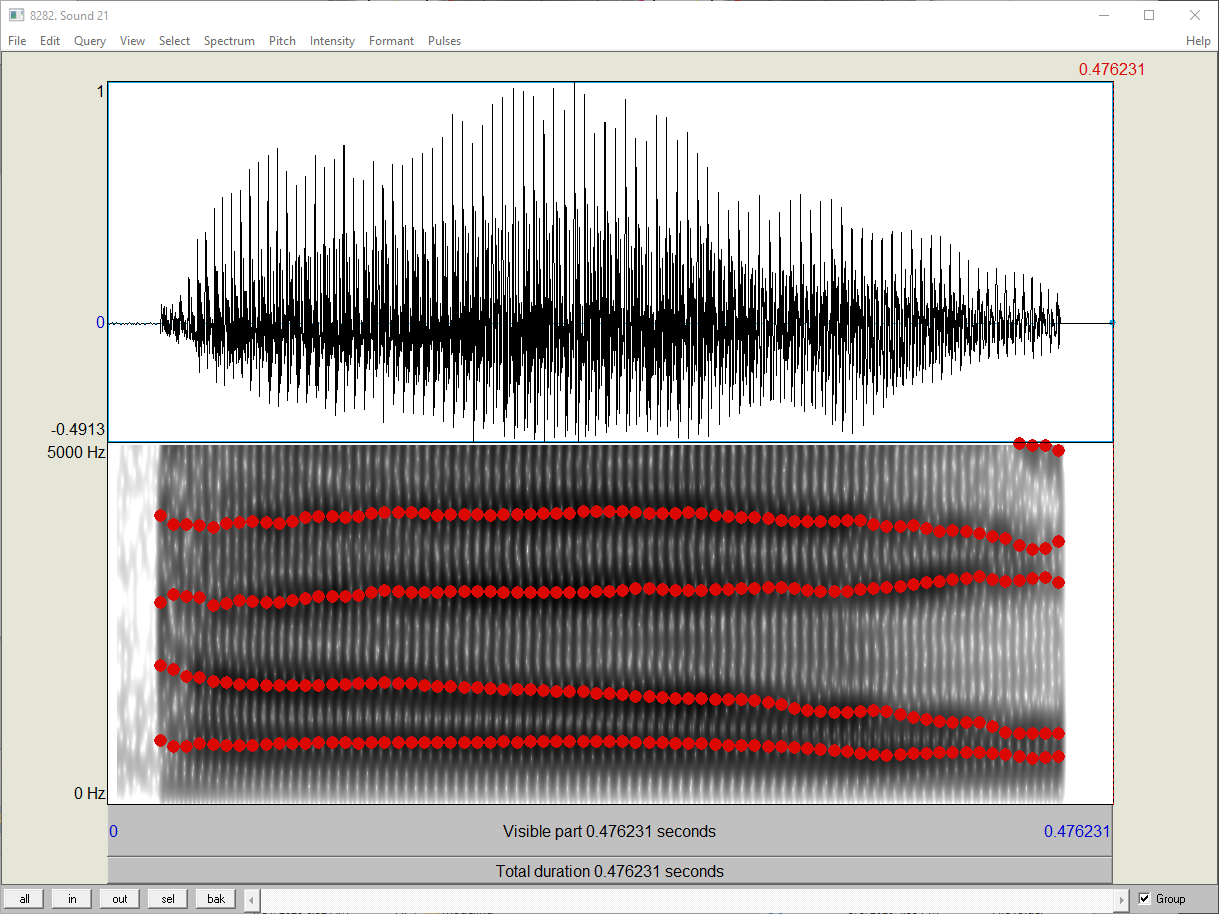 8282. Sound 21
File Edit Query View Select Spectrum Pitch Intensity Formant Pulses Help
0.476231
1
0
-0.4913
5000 Hz
0 Hz
0 Visible part 0.476231 seconds 0.476231
Total duration 0.476231 seconds
all in out sel bak Group